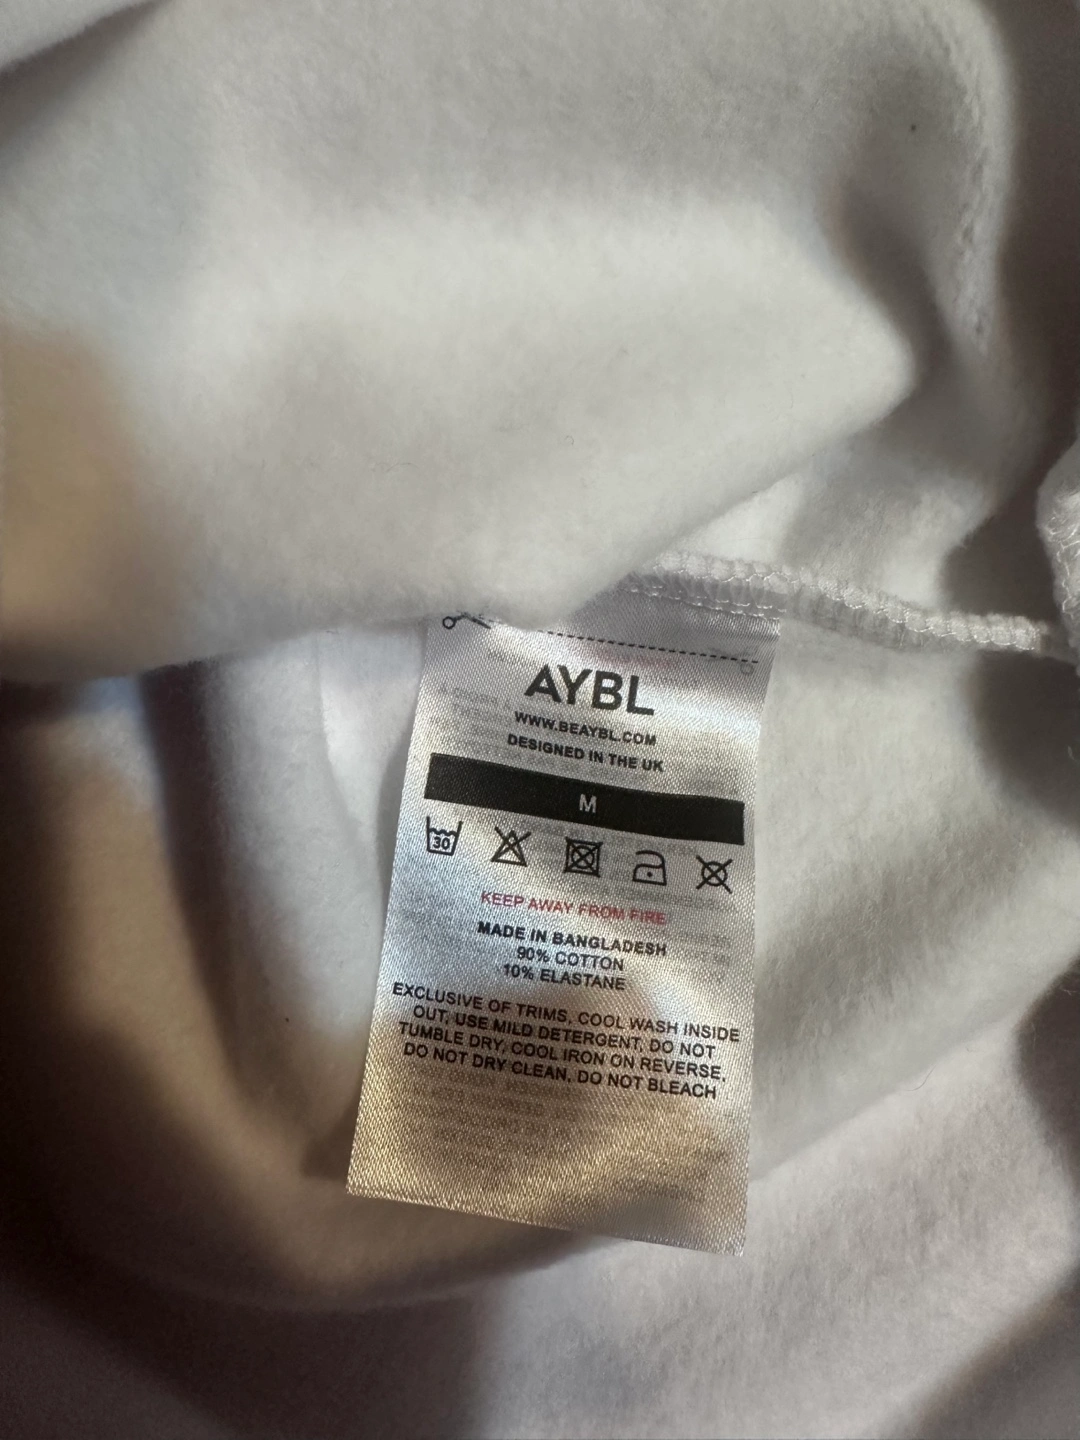 AYBL
WWW.BEAYBL.COM
DESIGNED IN THE UK
M
30
KEEP AWAY FROM FIRE
MADE IN BANGLADESH
90% COTTON
10% ELASTANE
EXCLUSIVE OF TRIMS, COOL WASH INSIDE
OUT, USE MILD DETERGENT, DO NOT
TUMBLE DRY, COOL IRON ON REVERSE,
DO NOT DRY CLEAN, DO NOT BLEACH